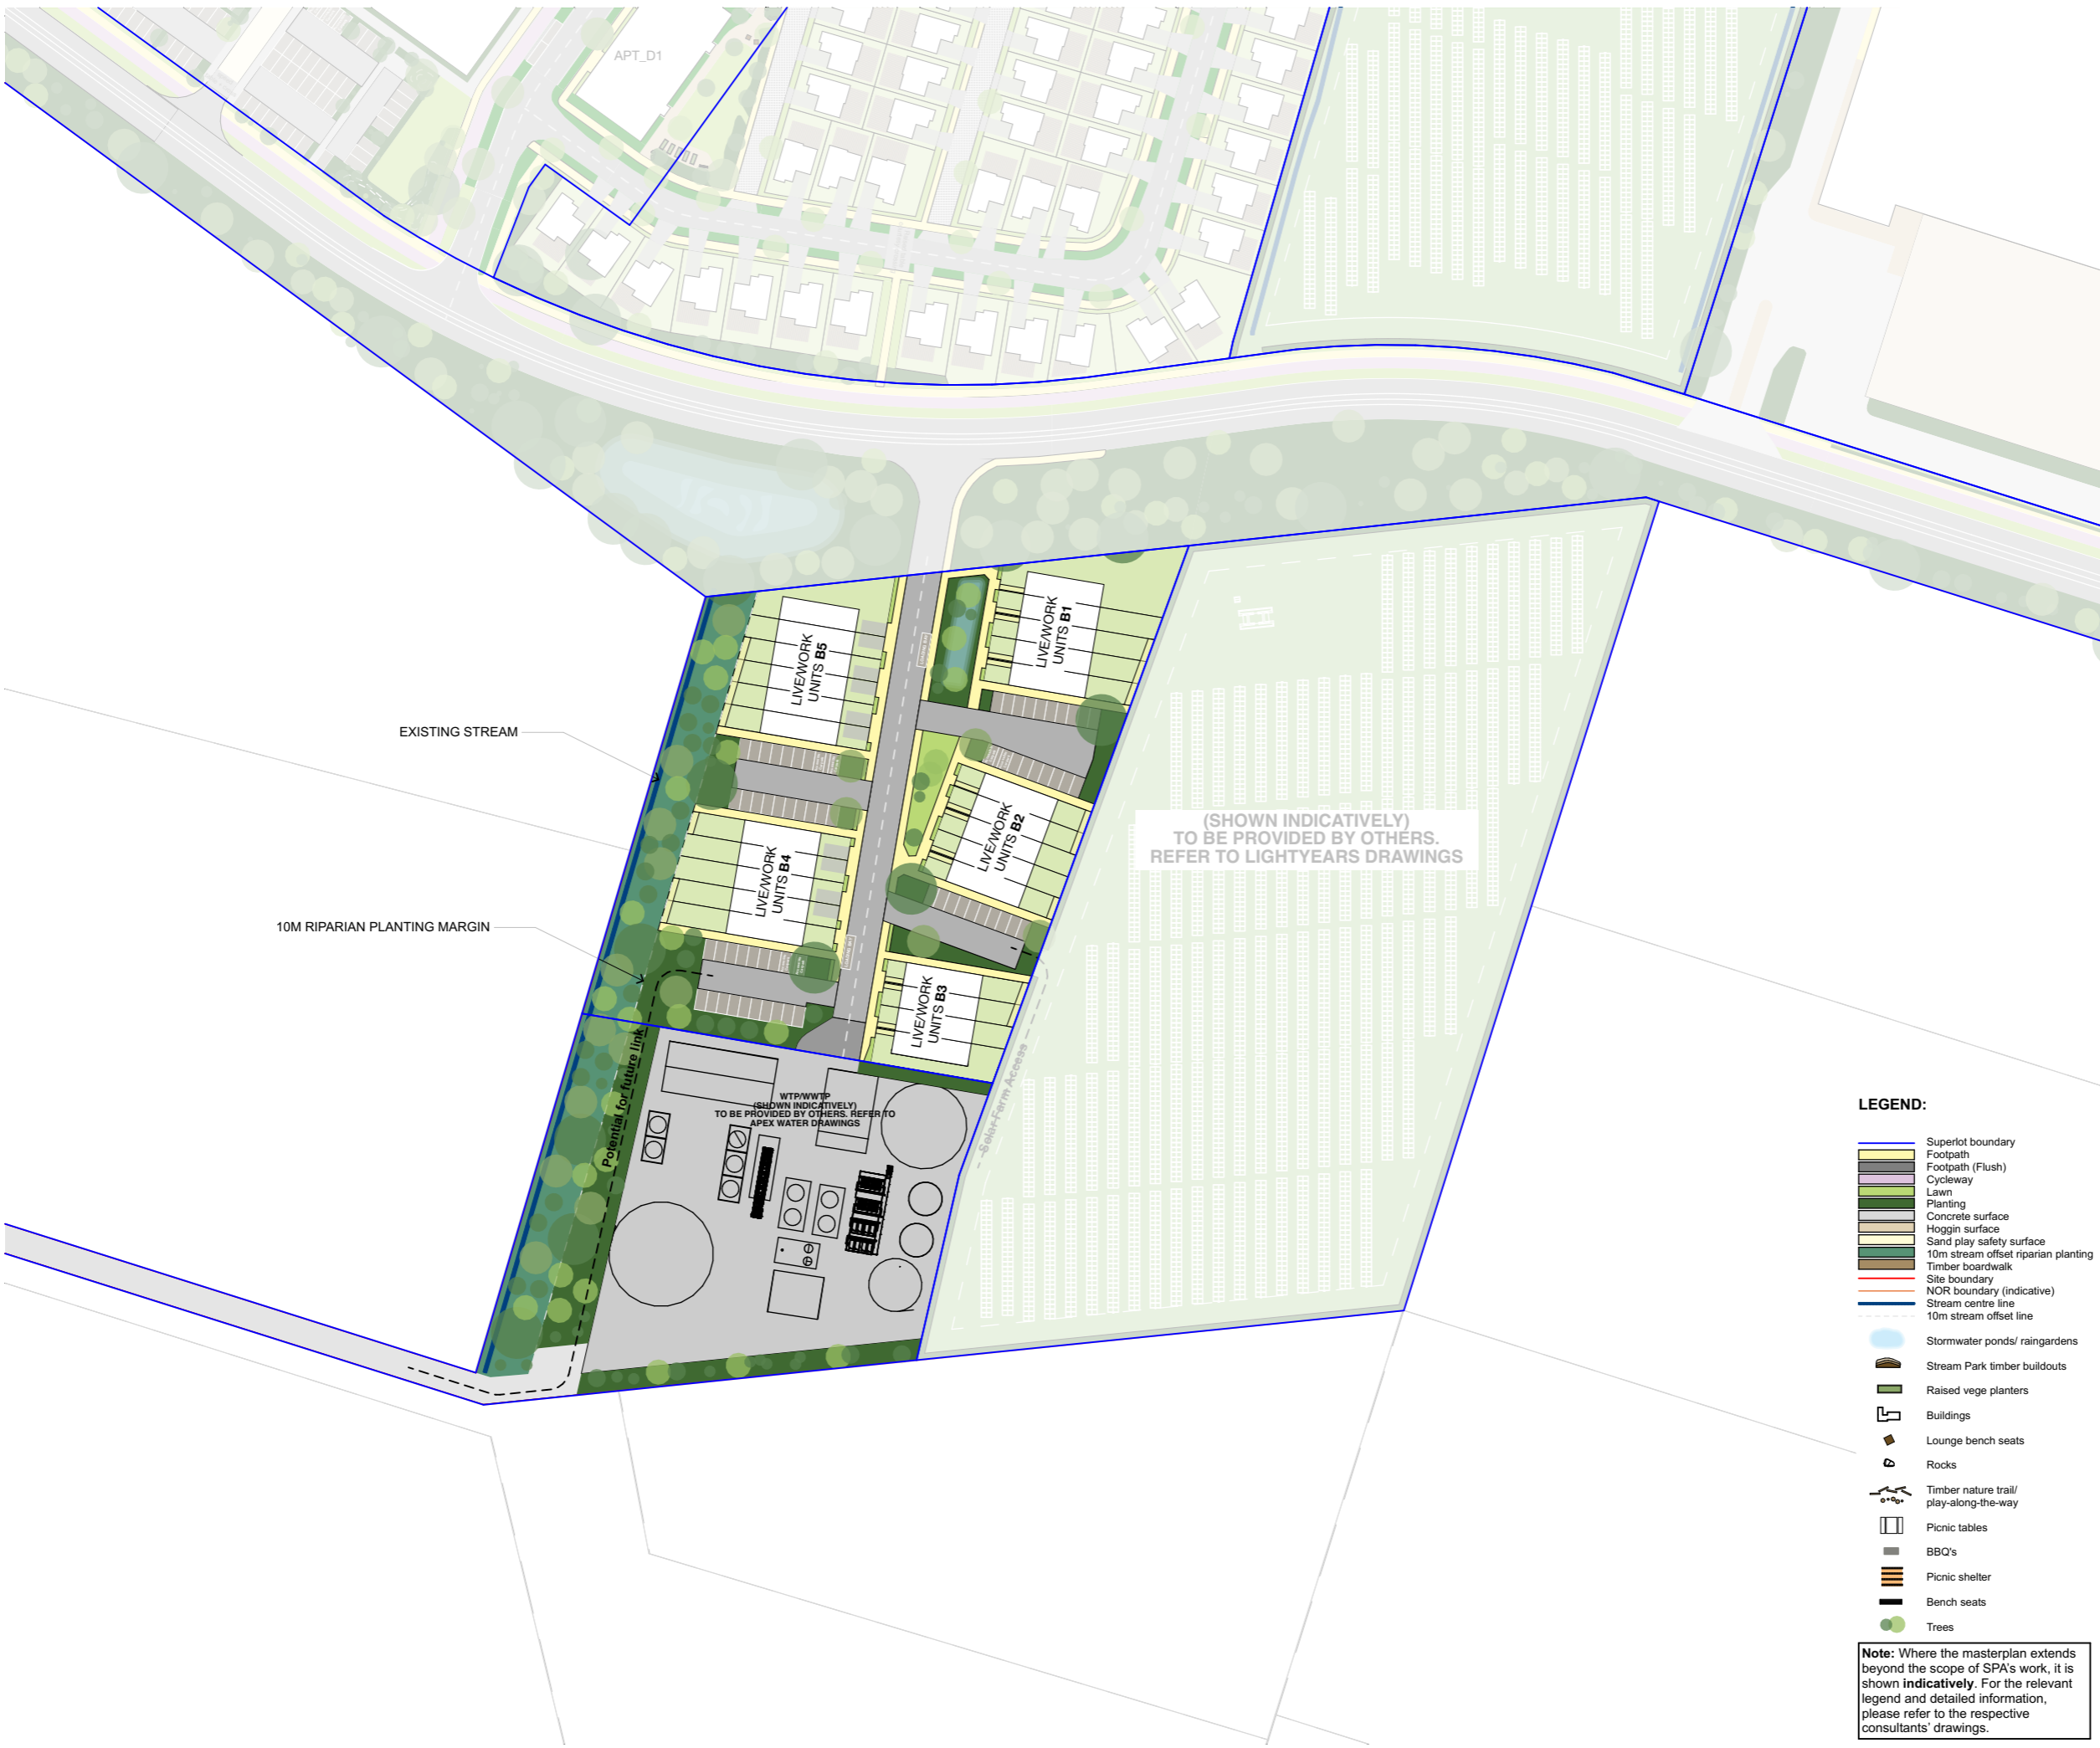 APT_D1
LIVE/WORK
UNITS B1
LIVE/WORK
UNITS B5
EXISTING STREAM
LIVE/WORK
UNITS B2
(SHOWN INDICATIVELY)
TO BE PROVIDED BY OTHERS.
REFER TO LIGHTYEARS DRAWINGS
LIVE/WORK
UNITS B4
10M RIPARIAN PLANTING MARGIN
LIVE/WORK
UNITS B3
Potential for future link
Solar Farm Access
WTP/WWTP
(SHOWN INDICATIVELY)
TO BE PROVIDED BY OTHERS. REFER TO
APEX WATER DRAWINGS
LEGEND:
Superlot boundary
Footpath
Footpath (Flush)
Cycleway
Lawn
Planting
Concrete surface
Hoggin surface
Sand play safety surface
10m stream offset riparian planting
Timber boardwalk
Site boundary
NOR boundary (indicative)
Stream centre line
10m stream offset line
Stormwater ponds/ raingardens
Stream Park timber buildouts
Raised vege planters
Buildings
Lounge bench seats
Rocks
Timber nature trail/
play-along-the-way
Picnic tables
BBQ's
Picnic shelter
Bench seats
Trees
Note: Where the masterplan extends
beyond the scope of SPA's work, it is
shown indicatively. For the relevant
legend and detailed information,
please refer to the respective
consultants' drawings.